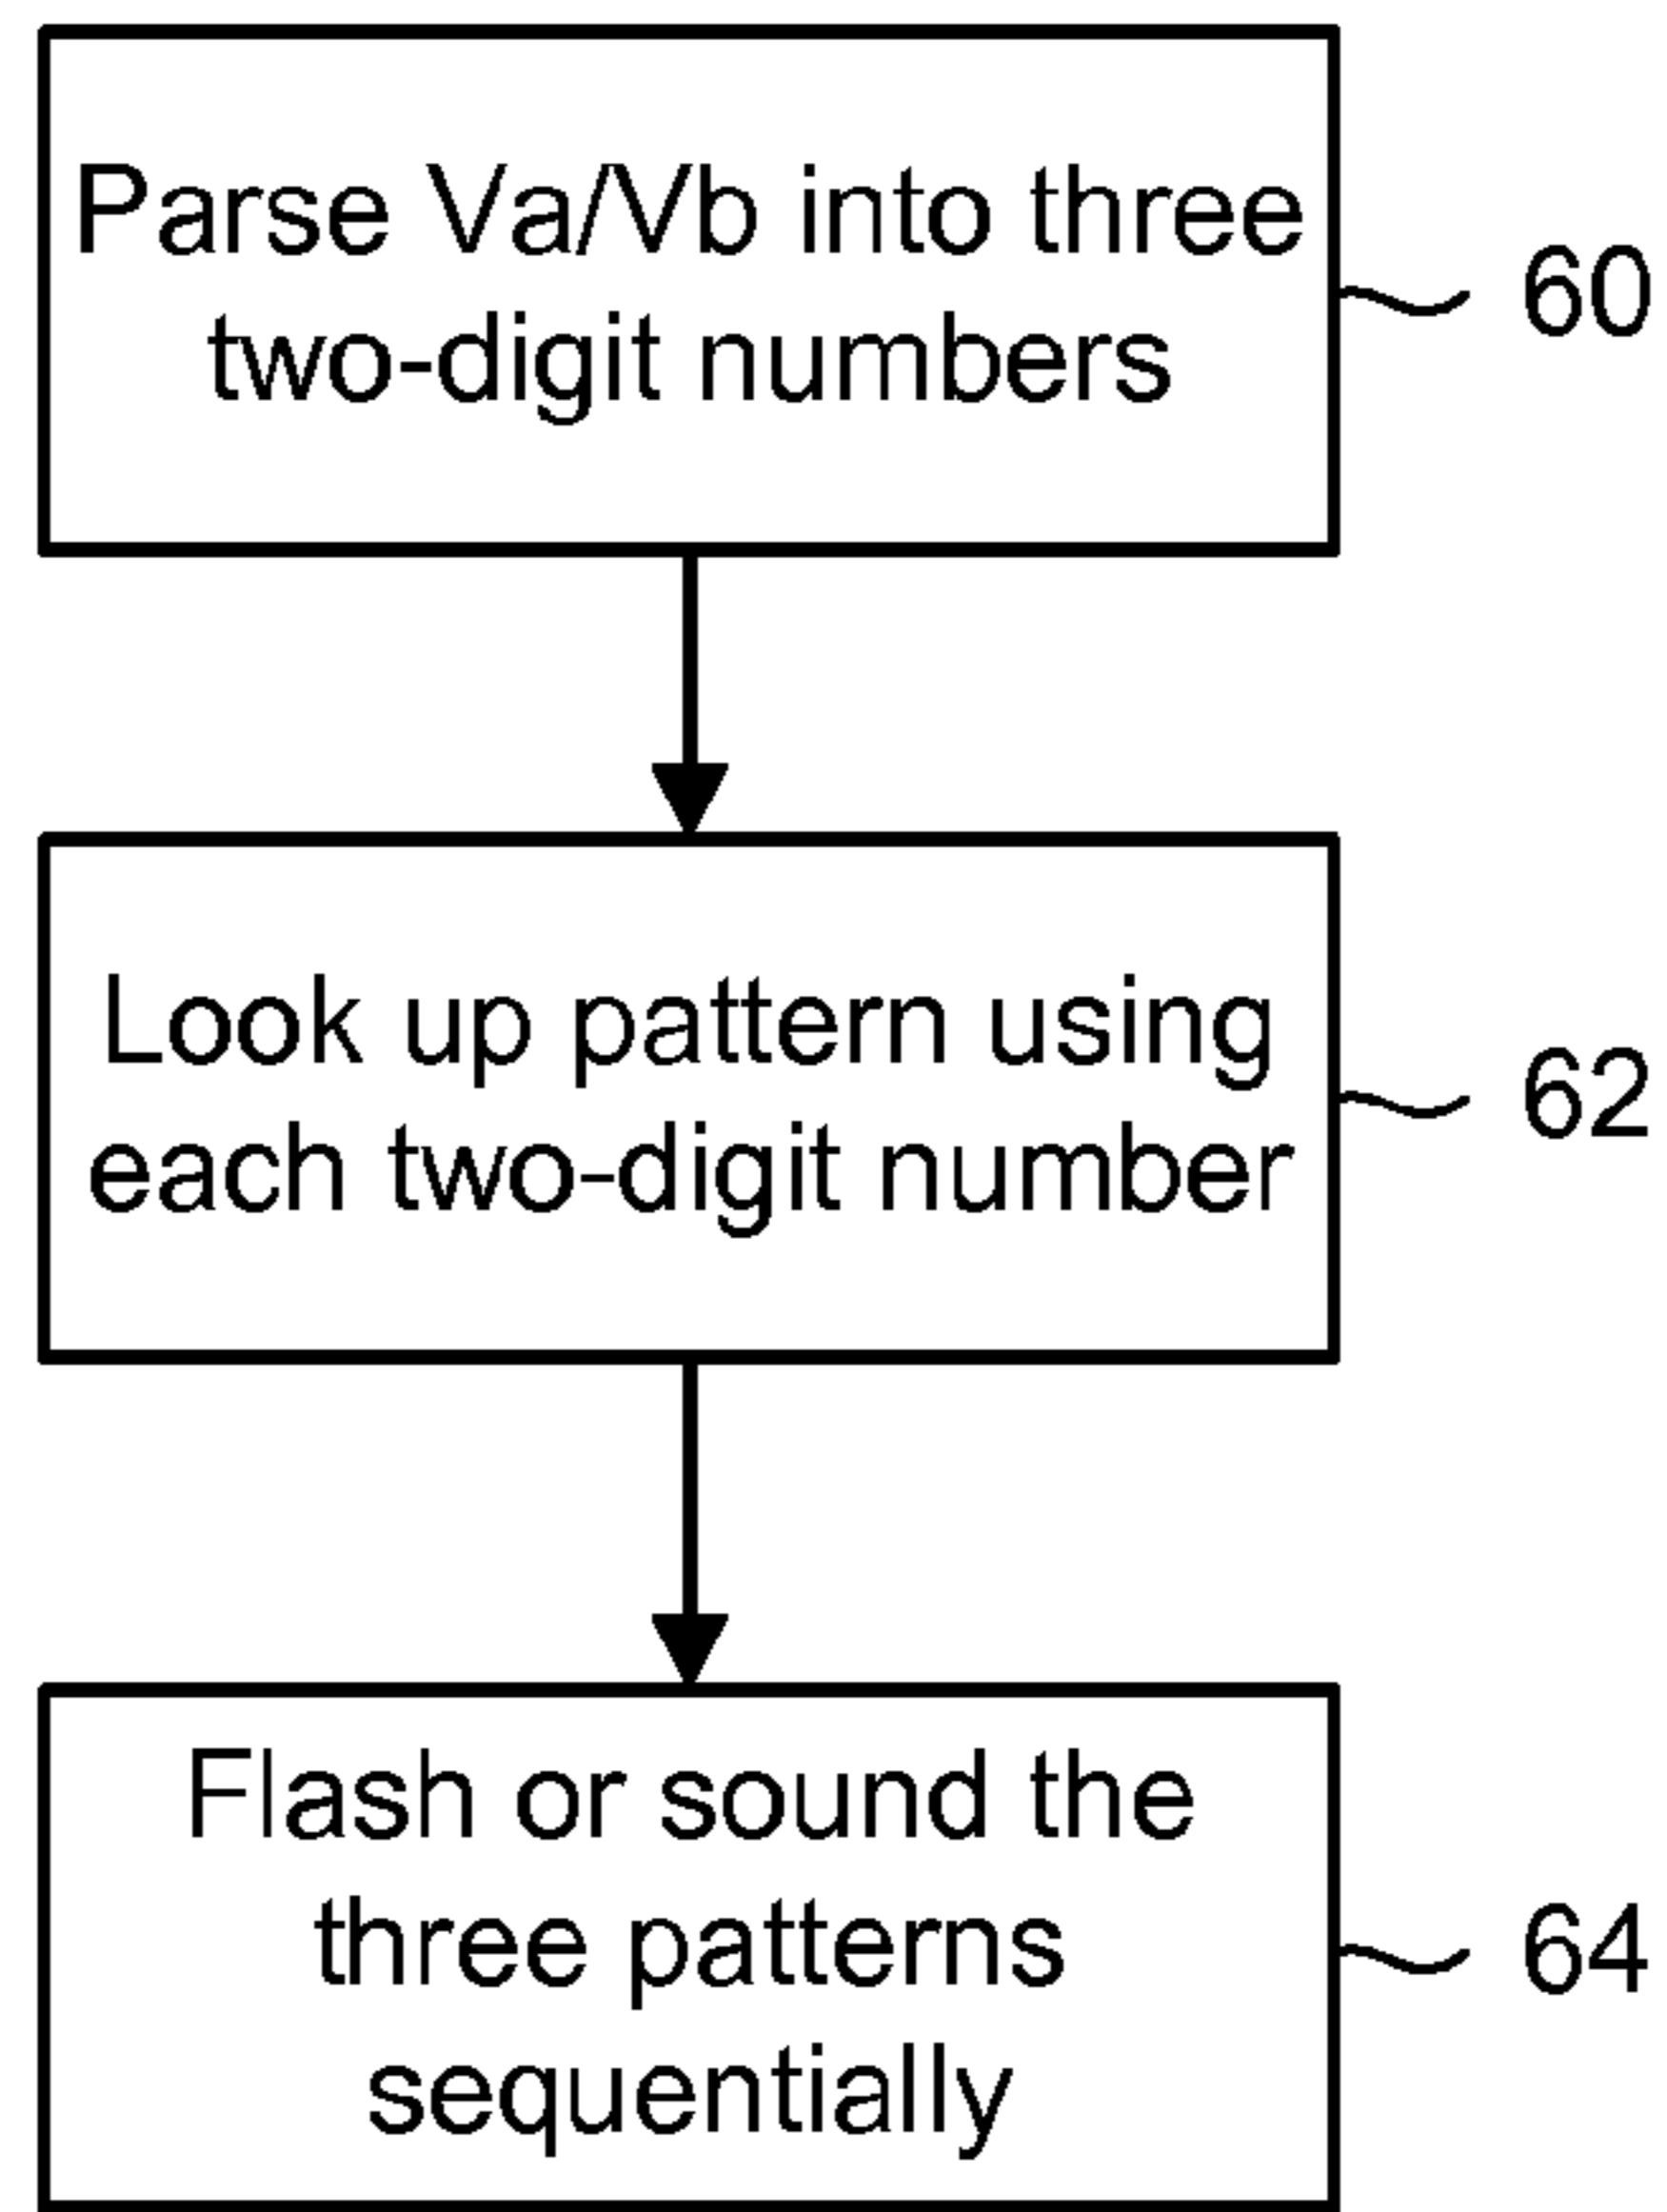 Parse Va/Vb into three
two-digit numbers
60
Look up pattern using
each two-digit number
62
Flash or sound the
three patterns
sequentially
64